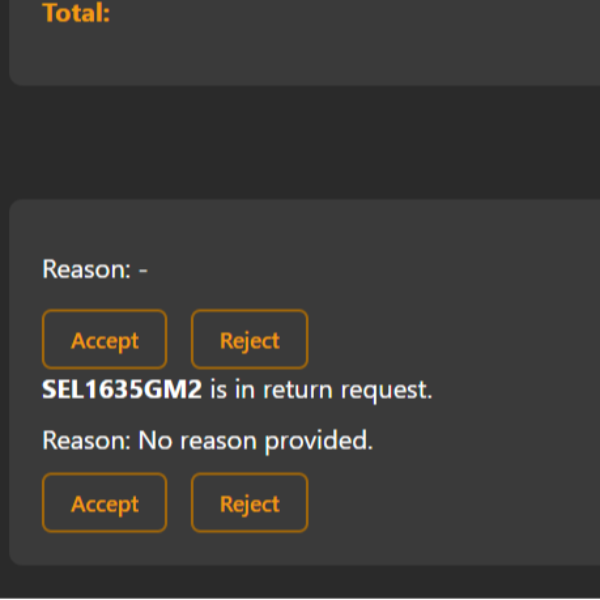 Total:
Reason: -
Accept Reject
SEL1635GM2 is in return request.
Reason: No reason provided.
Accept Reject